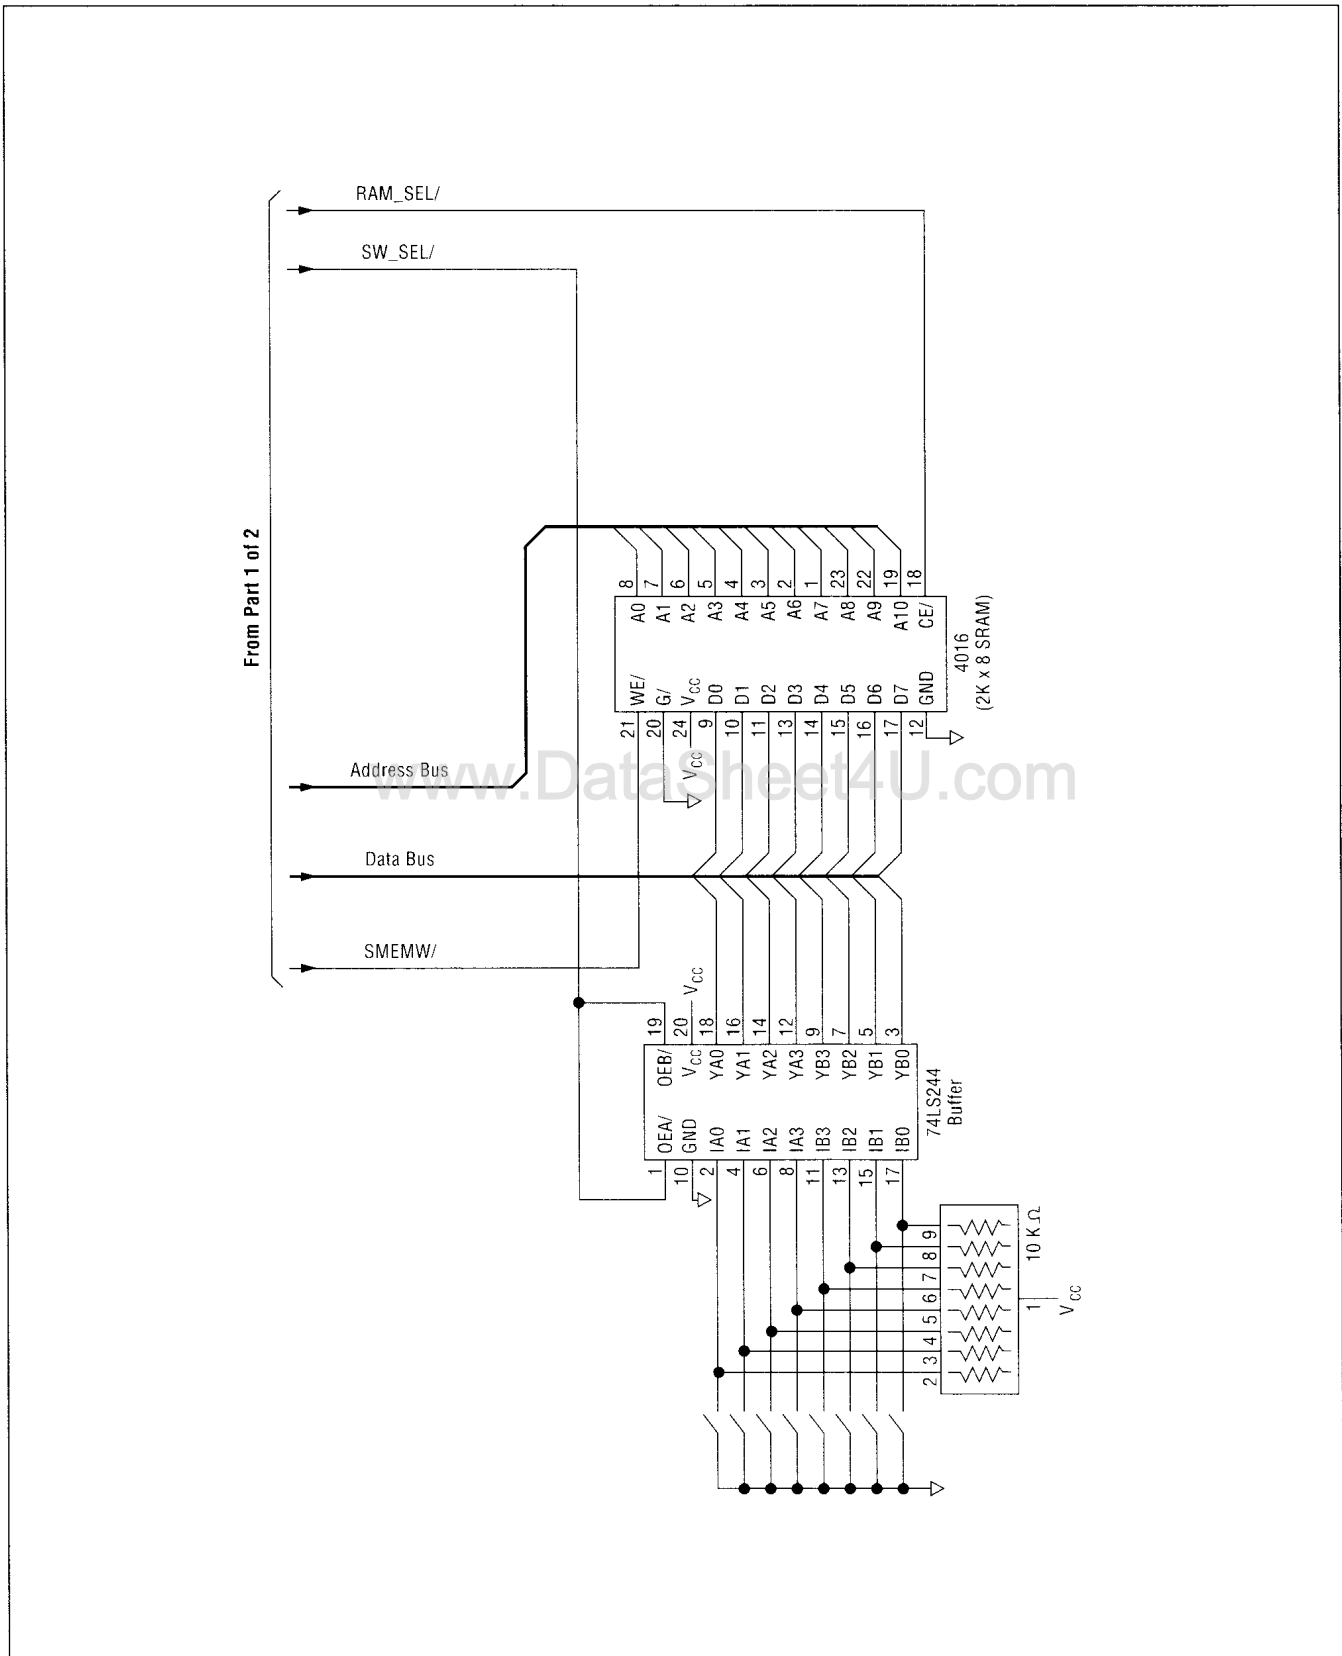 RAM_SEL/
SW_SEL/
From Part 1 of 2
8 7 6 5 4 3 2 1 23 22 19 18
A0 A1 A2 A3 A4 A5 A6 A7 A8 A9 A10 CE/
4016
(2K x 8 SRAM)
WE/ G/ VCC D0 D1 D2 D3 D4 D5 D6 D7 GND
21 20 24 9 10 11 13 14 15 16 17 12
VCC
Address Bus
www.DataSheet4U.com
Data Bus
SMEMW/
VCC
19 20 18 16 14 12 9 7 5 3
OEB/ VCC YA0 YA1 YA2 YA3 YB3 YB2 YB1 YB0
74LS244
Buffer
OEA/ GND IA0 IA1 IA2 IA3 IB3 IB2 IB1 IB0
1 10 2 4 6 8 11 13 15 17
9
8
7
6
5
4
3
2
10 K Ω
1
VCC